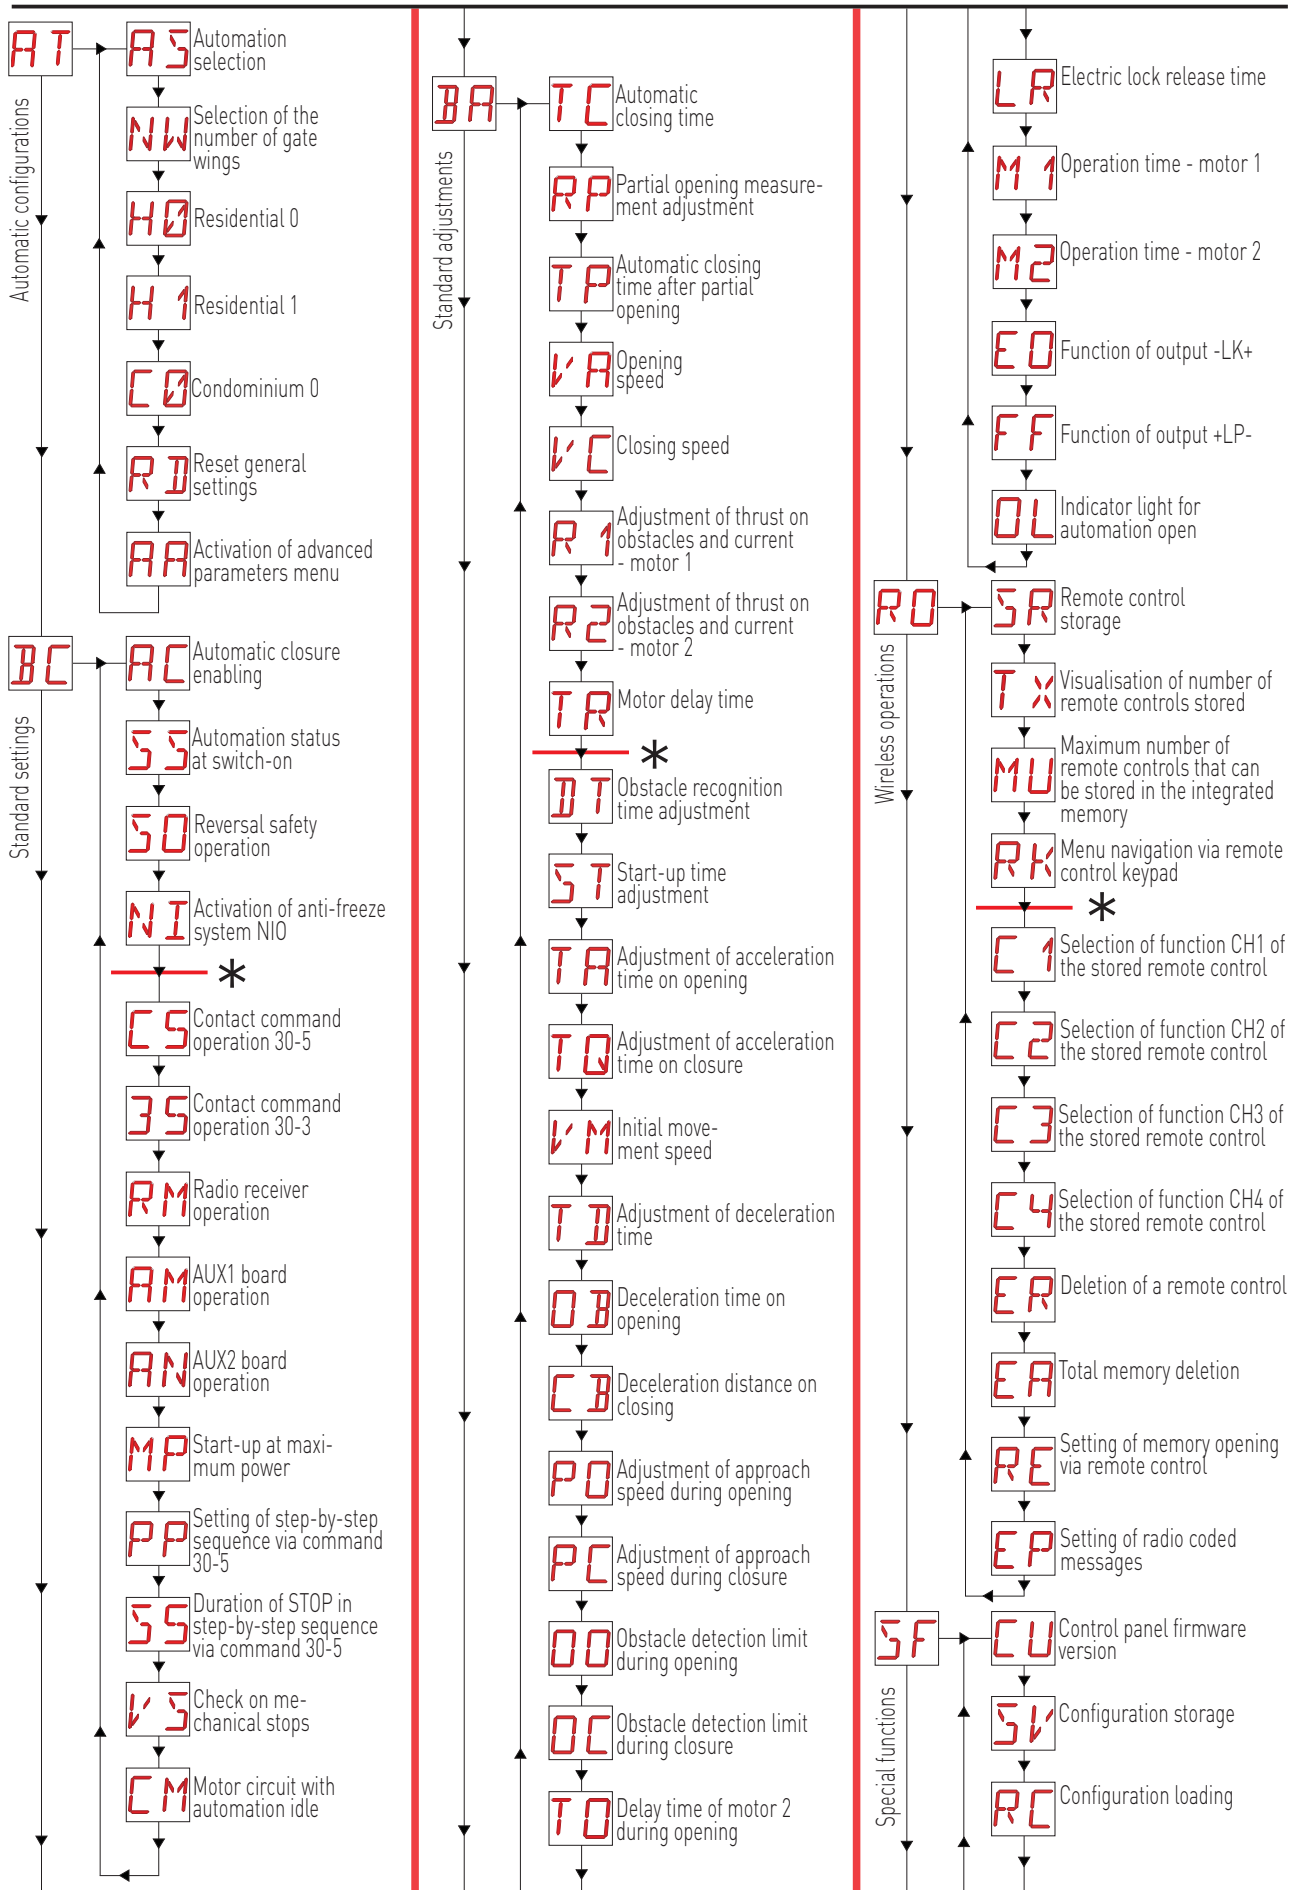 AT
Automatic configurations
AS
Automation
selection
NW
Selection of the
number of gate
wings
H0
Residential 0
H1
Residential 1
C0
Condominium 0
RD
Reset general
settings
AA
Activation of advanced
parameters menu
BC
Standard settings
AC
Automatic closure
enabling
SS
Automation status
at switch-on
SO
Reversal safety
operation
NI
Activation of anti-freeze
system NIO
*
C5
Contact command
operation 30-5
35
Contact command
operation 30-3
RM
Radio receiver
operation
AM
AUX1 board
operation
AN
AUX2 board
operation
MP
Start-up at maxi-
mum power
PP
Setting of step-by-step
sequence via command
30-5
S5
Duration of STOP in
step-by-step sequence
via command 30-5
VS
Check on me-
chanical stops
CM
Motor circuit with
automation idle
BA
Standard adjustments
TC
Automatic
closing time
RP
Partial opening measure-
ment adjustment
TP
Automatic closing
time after partial
opening
VA
Opening
speed
VC
Closing speed
R1
Adjustment of thrust on
obstacles and current
- motor 1
R2
Adjustment of thrust on
obstacles and current
- motor 2
TR
Motor delay time
*
DT
Obstacle recognition
time adjustment
ST
Start-up time
adjustment
TA
Adjustment of acceleration
time on opening
TQ
Adjustment of acceleration
time on closure
VM
Initial move-
ment speed
TD
Adjustment of deceleration
time
OB
Deceleration time on
opening
CB
Deceleration distance on
closing
PO
Adjustment of approach
speed during opening
PC
Adjustment of approach
speed during closure
OO
Obstacle detection limit
during opening
OC
Obstacle detection limit
during closure
TO
Delay time of motor 2
during opening
LR
Electric lock release time
M1
Operation time - motor 1
M2
Operation time - motor 2
EO
Function of output -LK+
FF
Function of output +LP-
OL
Indicator light for
automation open
RO
Wireless operations
SR
Remote control
storage
TX
Visualisation of number of
remote controls stored
MU
Maximum number of
remote controls that can
be stored in the integrated
memory
RK
Menu navigation via remote
control keypad
*
C1
Selection of function CH1 of
the stored remote control
C2
Selection of function CH2 of
the stored remote control
C3
Selection of function CH3 of
the stored remote control
C4
Selection of function CH4 of
the stored remote control
ER
Deletion of a remote control
EA
Total memory deletion
RE
Setting of memory opening
via remote control
EP
Setting of radio coded
messages
SF
Special functions
CU
Control panel firmware
version
SV
Configuration storage
RC
Configuration loading